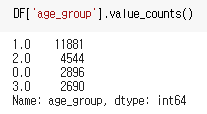 DF['age_group'].value_counts()
1.0    11881
2.0    4544
0.0    2896
3.0    2690
Name: age_group, dtype: int64